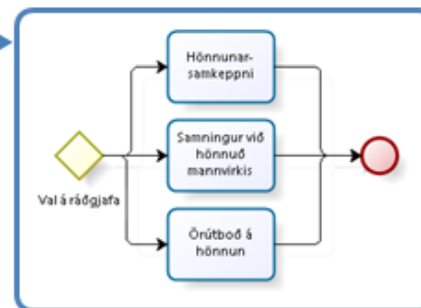 Hönnunar-
samkeppni
Samningur við
hönnuð
mannvirkis
Val á ráðgjafa
Örútboð á
hönnun